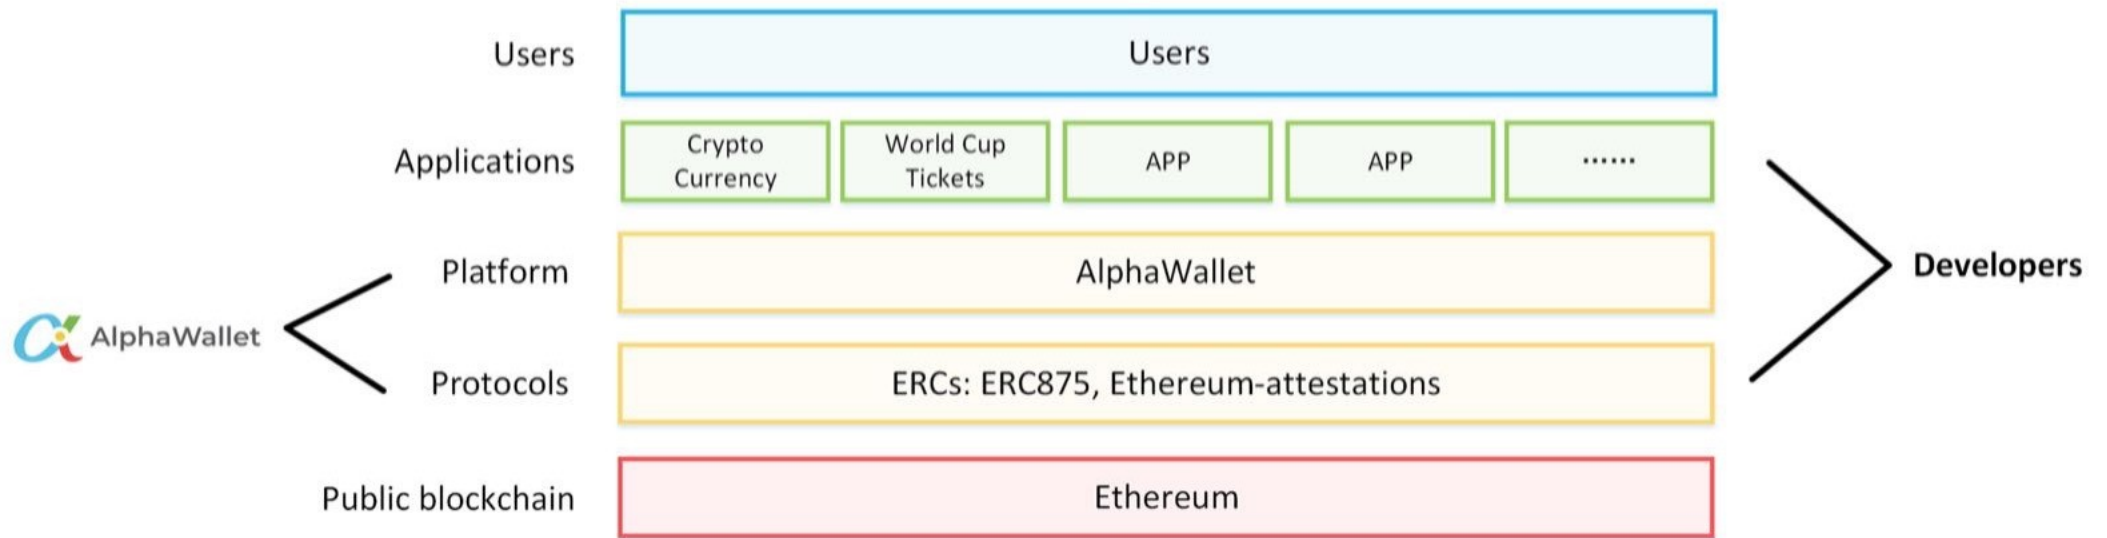 Users
Users
Applications
Crypto
Currency
World Cup
Tickets
APP
APP
······
Platform
AlphaWallet
AlphaWallet
Developers
Protocols
ERCs: ERC875, Ethereum-attestations
Public blockchain
Ethereum